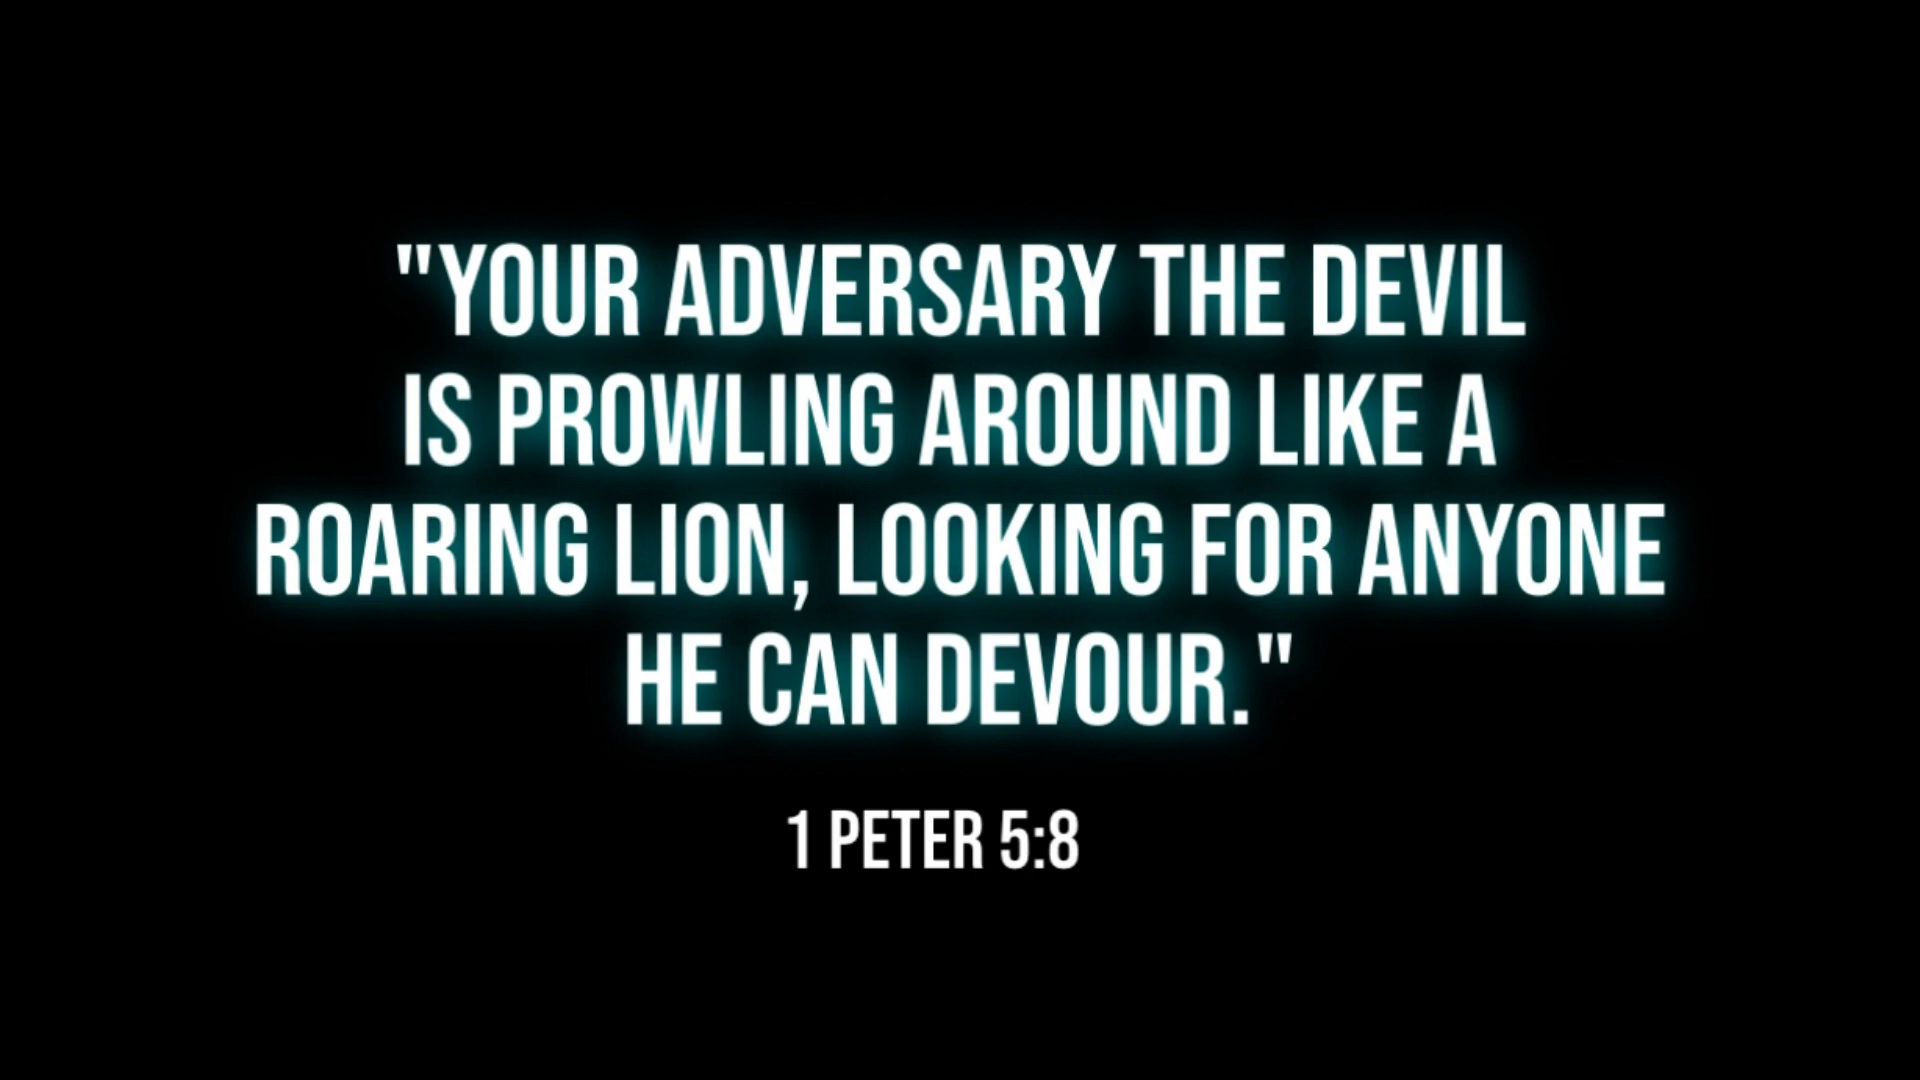 "YOUR ADVERSARY THE DEVIL
IS PROWLING AROUND LIKE A
ROARING LION, LOOKING FOR ANYONE
HE CAN DEVOUR."
1 PETER 5:8